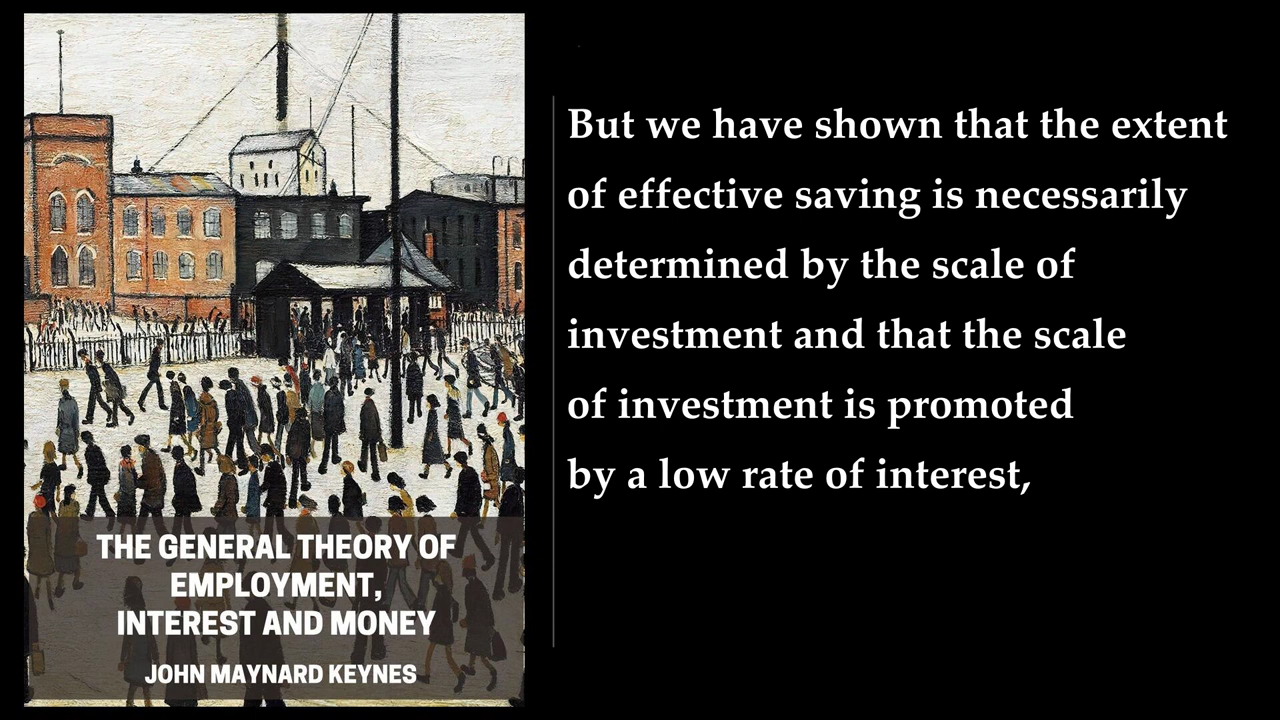 THE GENERAL THEORY OF
EMPLOYMENT,
INTEREST AND MONEY
JOHN MAYNARD KEYNES
But we have shown that the extent
of effective saving is necessarily
determined by the scale of
investment and that the scale
of investment is promoted
by a low rate of interest,